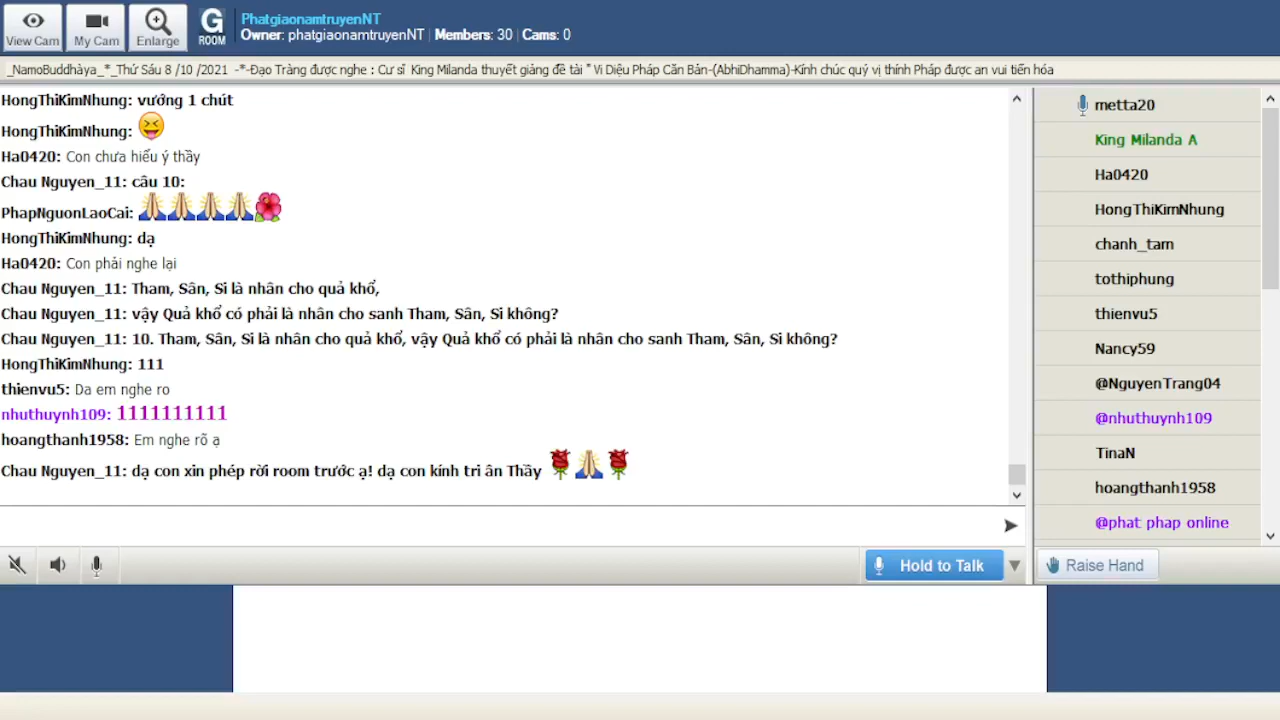 View Cam
My Cam
Enlarge
G
ROOM
PhatgiaonamtruyenNT
Owner: phatgiaonamtruyenNT | Members: 30 | Cams: 0
_NamoBuddhàya_*_Thứ Sáu 8 /10 /2021 -*-Đạo Tràng được nghe : Cư sĩ King Milanda thuyết giảng đề tài " Vi Diệu Pháp Căn Bản-(AbhiDhamma)-Kính chúc quý vị thính Pháp được an vui tiến hóa
HongThiKimNhung: vướng 1 chút
HongThiKimNhung:
Ha0420: Con chưa hiểu ý thầy
Chau Nguyen_11: câu 10:
PhapNguonLaoCai:
HongThiKimNhung: dạ
Ha0420: Con phải nghe lại
Chau Nguyen_11: Tham, Sân, Si là nhân cho quả khổ,
Chau Nguyen_11: vậy Quả khổ có phải là nhân cho sanh Tham, Sân, Si không?
Chau Nguyen_11: 10. Tham, Sân, Si là nhân cho quả khổ, vậy Quả khổ có phải là nhân cho sanh Tham, Sân, Si không?
HongThiKimNhung: 111
thienvu5: Da em nghe ro
nhuthuynh109: 1111111111
hoangthanh1958: Em nghe rõ ạ
Chau Nguyen_11: dạ con xin phép rời room trước ạ! dạ con kính tri ân Thầy
metta20
King Milanda A
Ha0420
HongThiKimNhung
chanh_tam
tothiphung
thienvu5
Nancy59
@NguyenTrang04
@nhuthuynh109
TinaN
hoangthanh1958
@phat phap online
Hold to Talk
Raise Hand